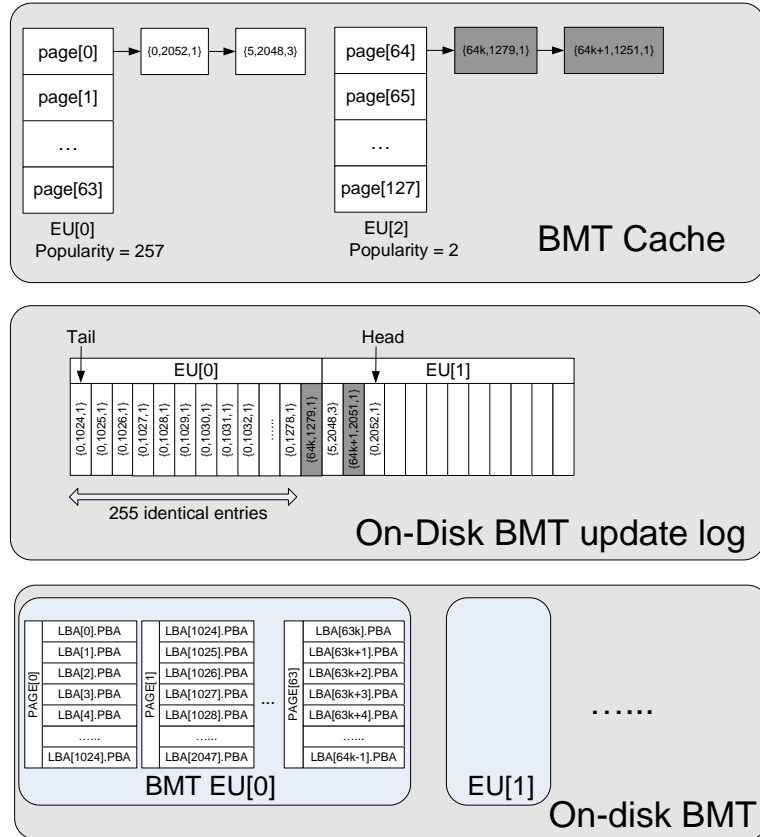 page[0]
{0,2052,1}
{5,2048,3}
page[1]
...
page[63]
EU[0]
Popularity = 257
page[64]
{64k,1279,1}
{64k+1,1251,1}
page[65]
...
page[127]
EU[2]
Popularity = 2
BMT Cache
Tail
Head
EU[0]
EU[1]
{0,1024,1}
{0,1025,1}
{0,1026,1}
{0,1027,1}
{0,1028,1}
{0,1029,1}
{0,1030,1}
{0,1031,1}
{0,1032,1}
......
{0,1278,1}
{64k,1279,1}
{5,2048,3}
{64k+1,2051,1}
{0,2052,1}
255 identical entries
On-Disk BMT update log
PAGE[0]
LBA[0].PBA
LBA[1].PBA
LBA[2].PBA
LBA[3].PBA
LBA[4].PBA
......
LBA[1024].PBA
PAGE[1]
LBA[1024].PBA
LBA[1025].PBA
LBA[1026].PBA
LBA[1027].PBA
LBA[1028].PBA
......
LBA[2047].PBA
...
PAGE[63]
LBA[63k].PBA
LBA[63k+1].PBA
LBA[63k+2].PBA
LBA[63k+3].PBA
LBA[63k+4].PBA
......
LBA[64k-1].PBA
BMT EU[0]
EU[1]
......
On-disk BMT